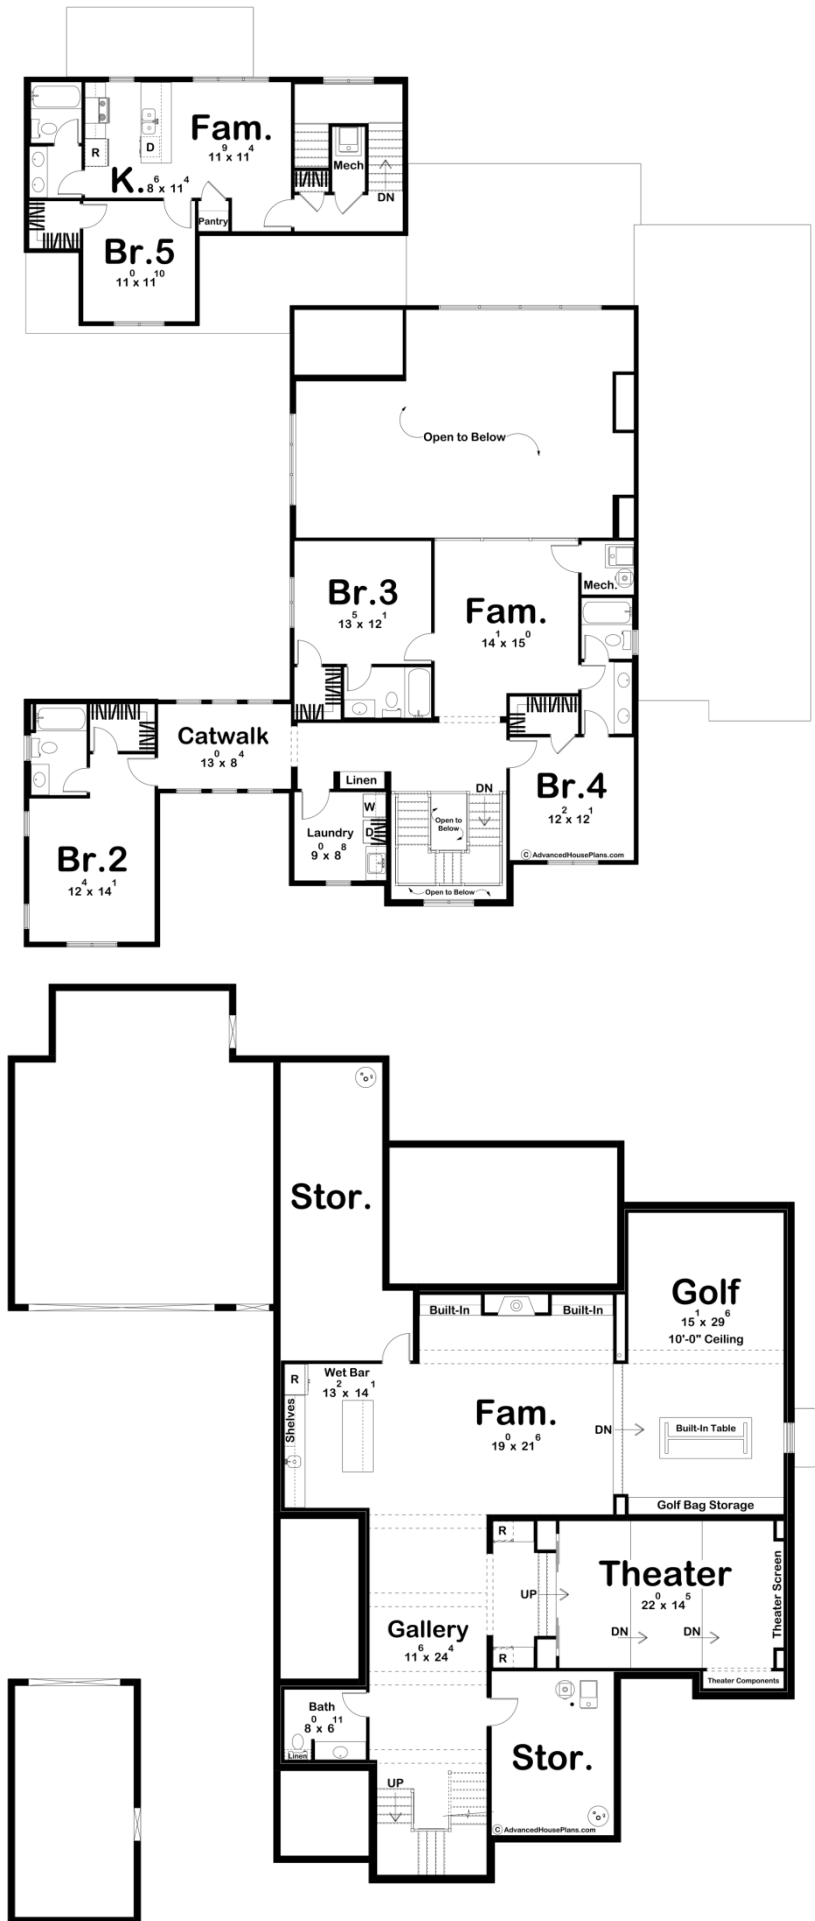 Fam.
11⁹ x 11⁴
R
D
K.
8⁶ x 11⁴
Mech
DN
Pantry
Br.5
11⁰ x 11¹⁰
Open to Below
Br.3
13⁵ x 12¹
Fam.
14¹ x 15⁰
Mech.
Catwalk
13⁰ x 8⁴
Linen
DN
Br.4
12² x 12¹
W
Laundry
D
9⁰ x 8⁸
Open to
Below
Br.2
12⁴ x 14¹
© AdvancedHousePlans.com
Open to Below
Stor.
Golf
15¹ x 29⁶
10'-0" Ceiling
Built-In
Built-In
R
Wet Bar
13² x 14¹
Shelves
Fam.
19⁰ x 21⁶
DN
Built-In Table
Golf Bag Storage
R
Theater
22⁰ x 14⁵
UP
Theater Screen
DN
DN
Gallery
11⁶ x 24⁴
R
Theater Components
Bath
8⁰ x 6¹¹
Linen
Stor.
UP
© AdvancedHousePlans.com